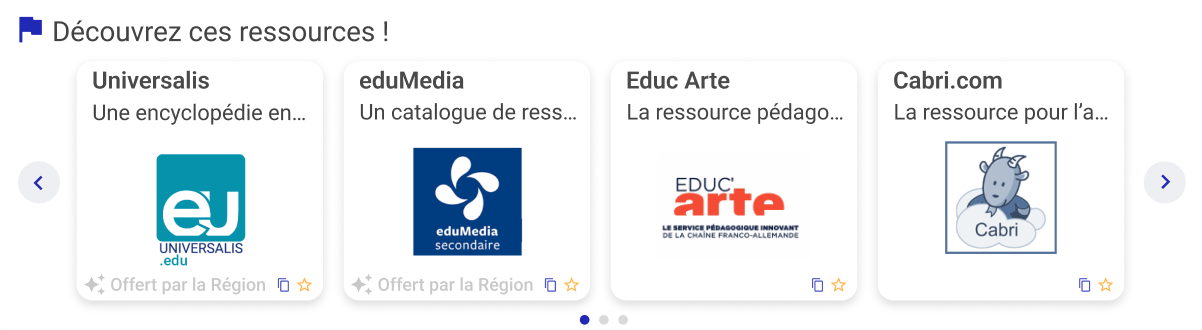 Découvrez ces ressources !
Universalis
Une encyclopédie en...
eu
UNIVERSALIS
.edu
Offert par la Région
eduMedia
Un catalogue de ress...
eduMedia
secondaire
Offert par la Région
Educ Arte
La ressource pédago...
EDUC'
arte
LE SERVICE PÉDAGOGIQUE INNOVANT
DE LA CHAÎNE FRANCO-ALLEMANDE
Cabri.com
La ressource pour l'a...
Cabri